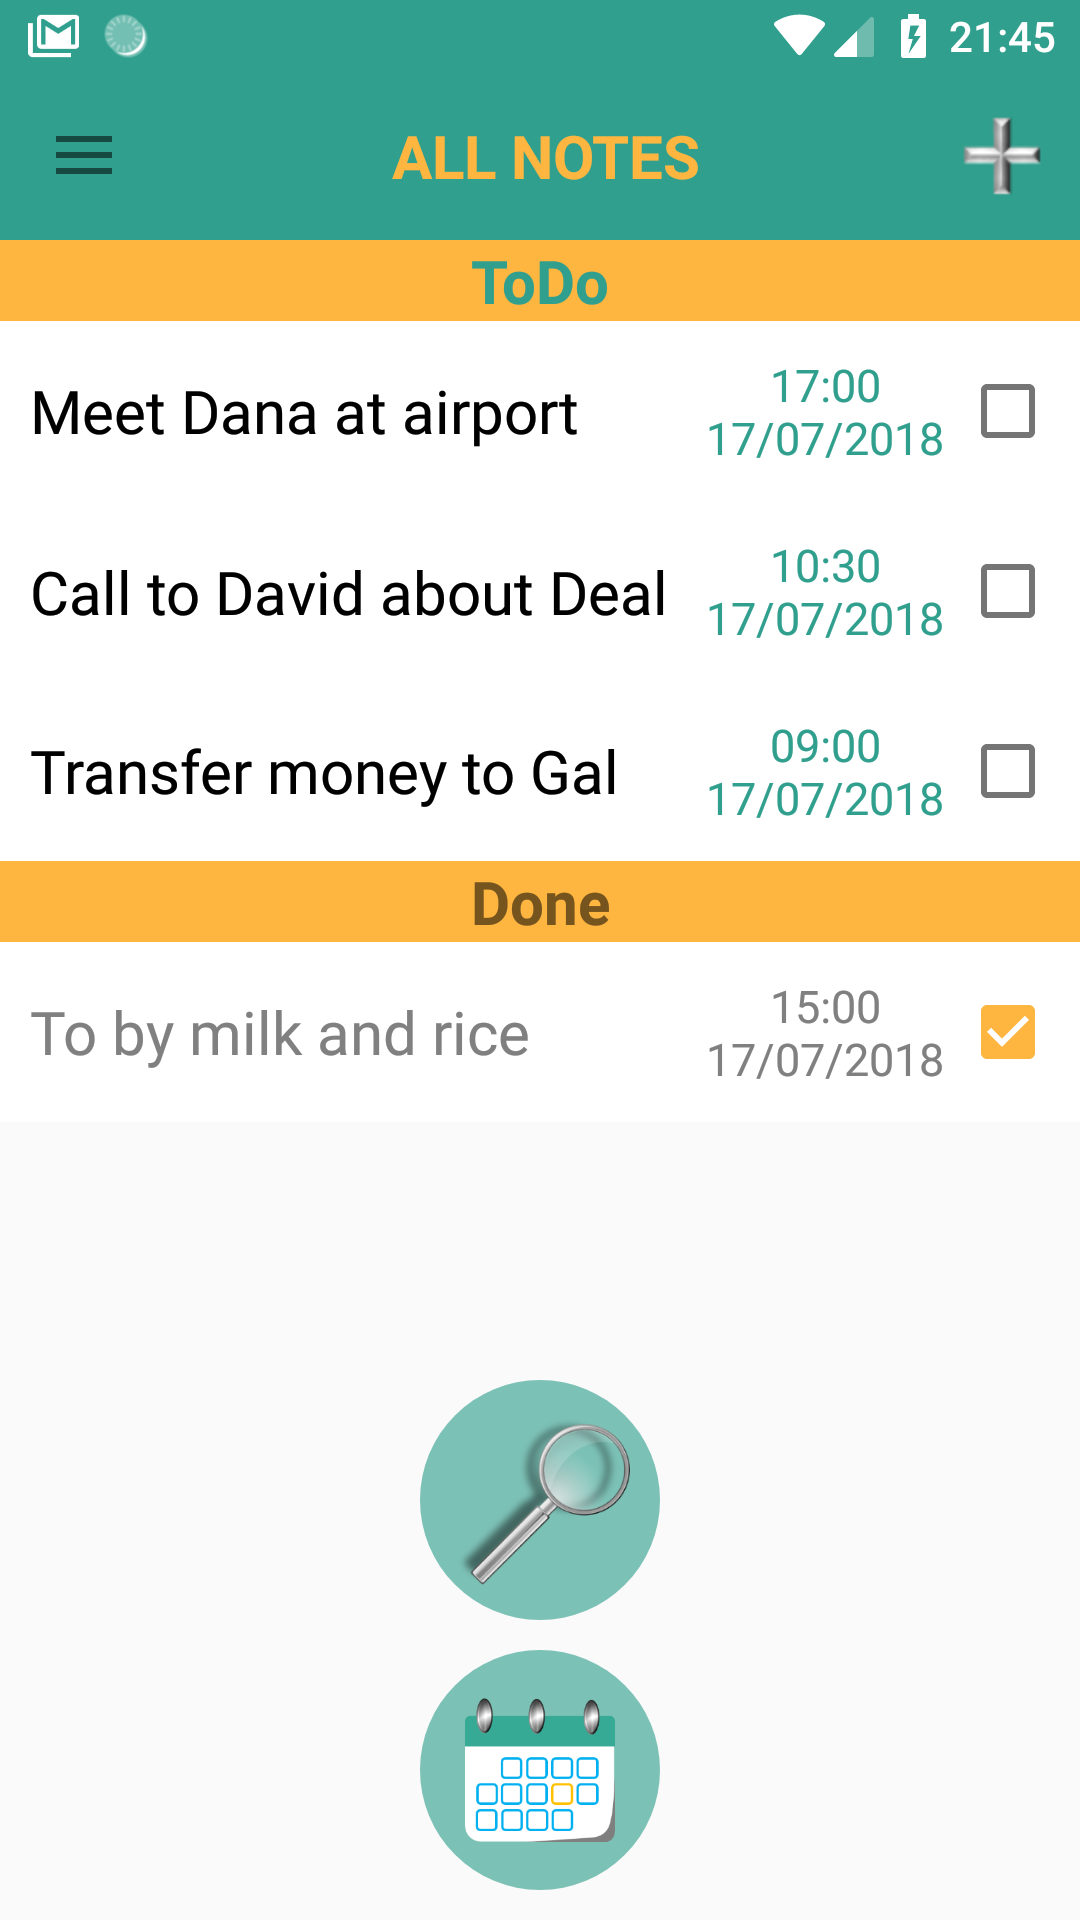 21:45
ALL NOTES
ToDo
Meet Dana at airport
17:00
17/07/2018
Call to David about Deal
10:30
17/07/2018
Transfer money to Gal
09:00
17/07/2018
Done
To by milk and rice
15:00
17/07/2018